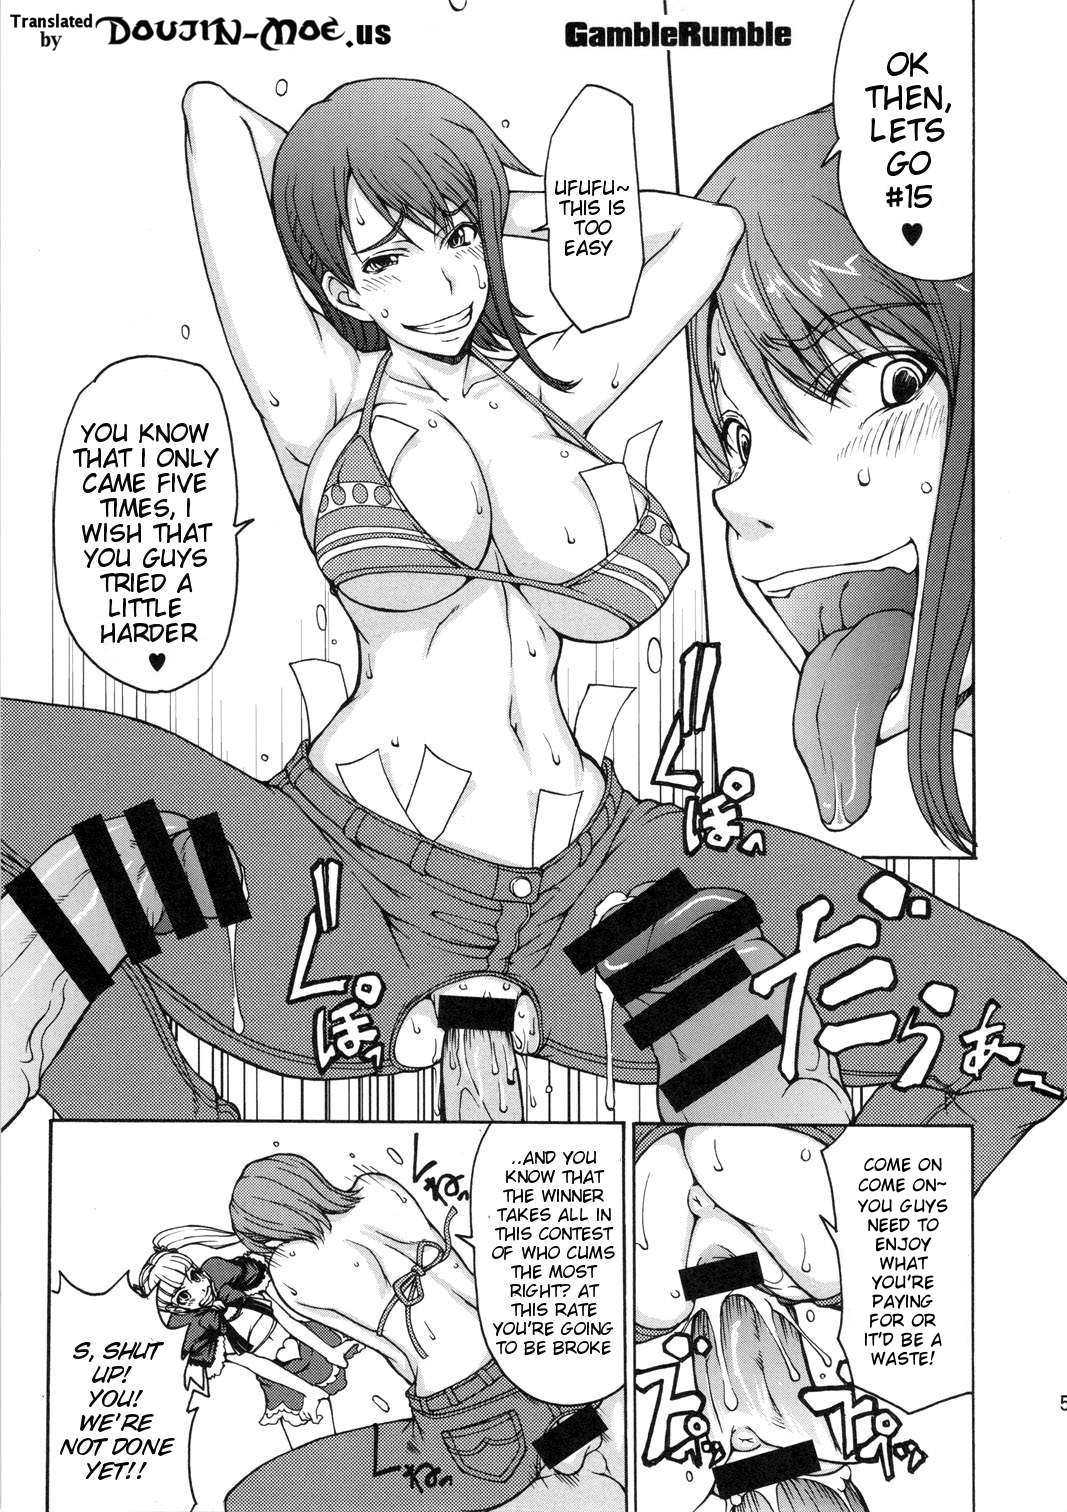 Translated
by DOUJIN-MOE.us
GambleRumble
OK
THEN,
LETS
GO
#15
♥
UFUFU~
THIS IS
TOO
EASY
YOU KNOW
THAT I ONLY
CAME FIVE
TIMES, I
WISH THAT
YOU GUYS
TRIED A
LITTLE
HARDER
♥
COME ON
COME ON~
YOU GUYS
NEED TO
ENJOY
WHAT
YOU'RE
PAYING
FOR OR
IT'D BE A
WASTE!
..AND YOU
KNOW THAT
THE WINNER
TAKES ALL IN
THIS CONTEST
OF WHO CUMS
THE MOST
RIGHT? AT
THIS RATE
YOU'RE GOING
TO BE BROKE
S, SHUT
UP!
YOU!
WE'RE
NOT DONE
YET!!
5